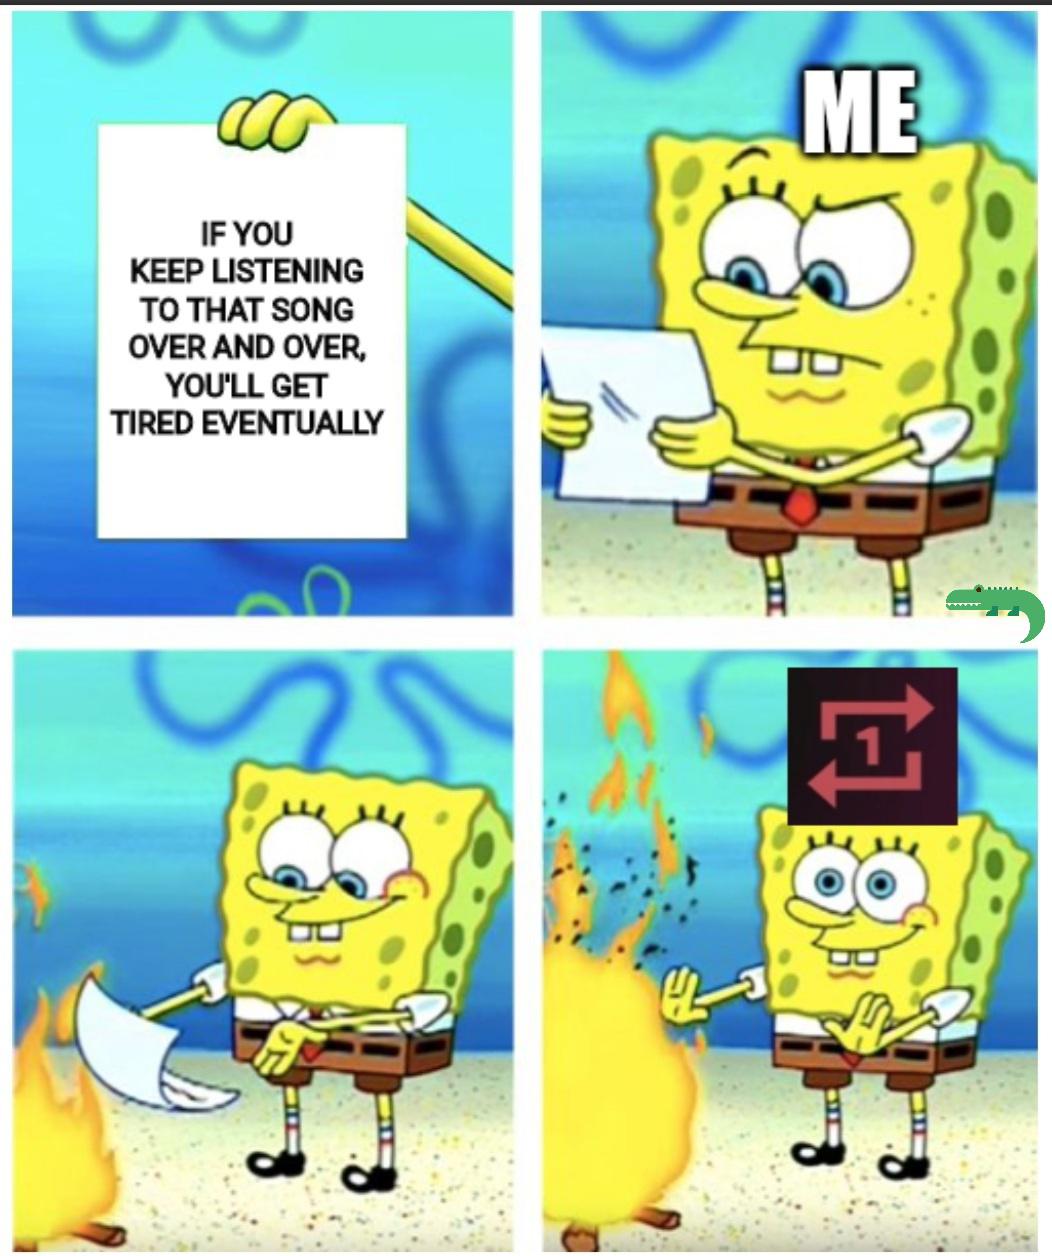 IF YOU
KEEP LISTENING
TO THAT SONG
OVER AND OVER,
YOU'LL GET
TIRED EVENTUALLY
ME
1